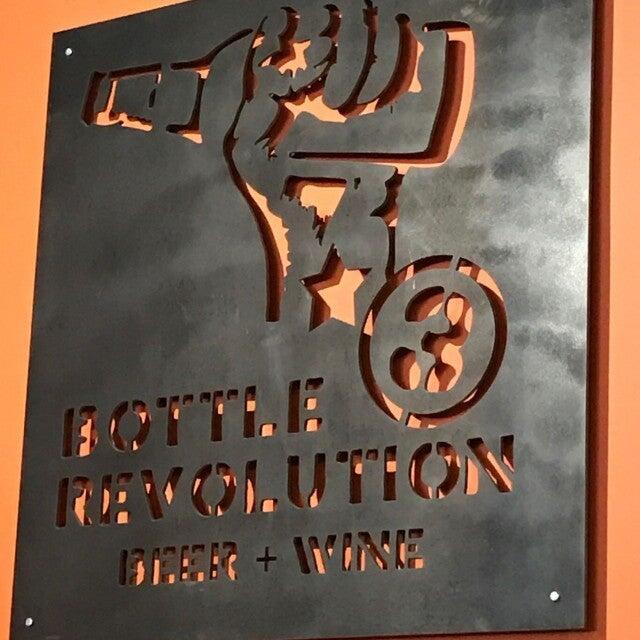 3
BOTTLE
REVOLUTION
BEER + WINE